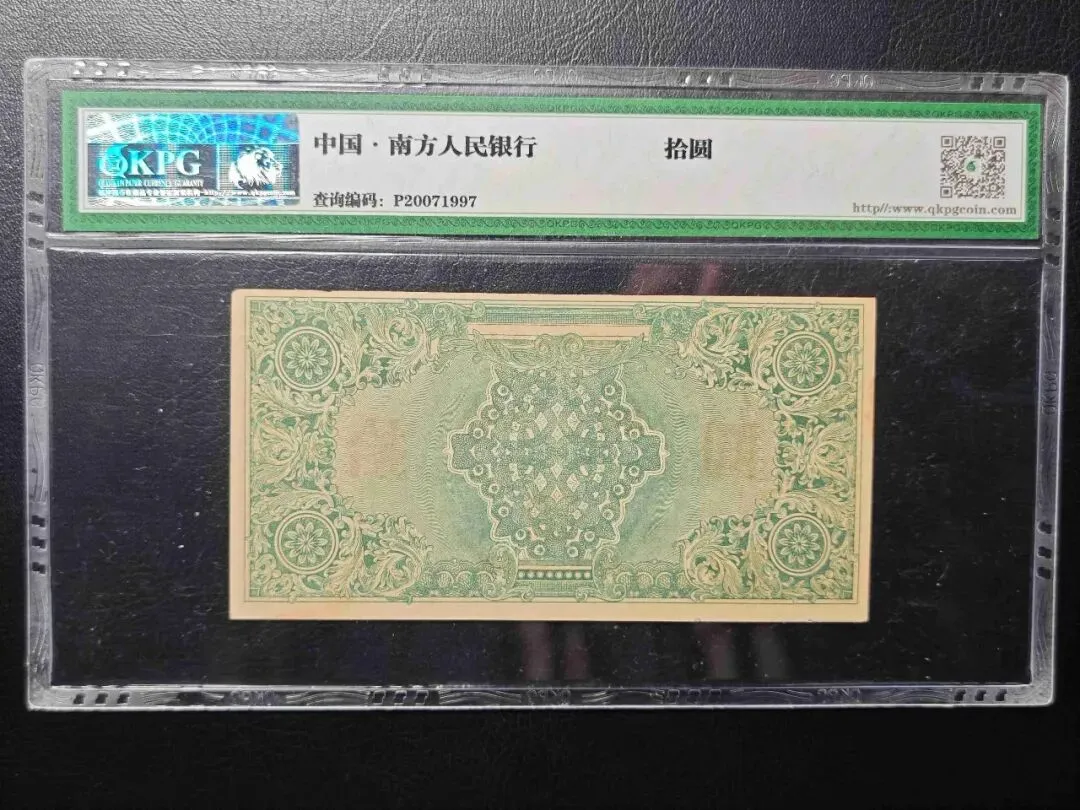 QKPG
中国·南方人民银行
拾圆
查询编码：P20071997
http//:www.qkpgcoin.com